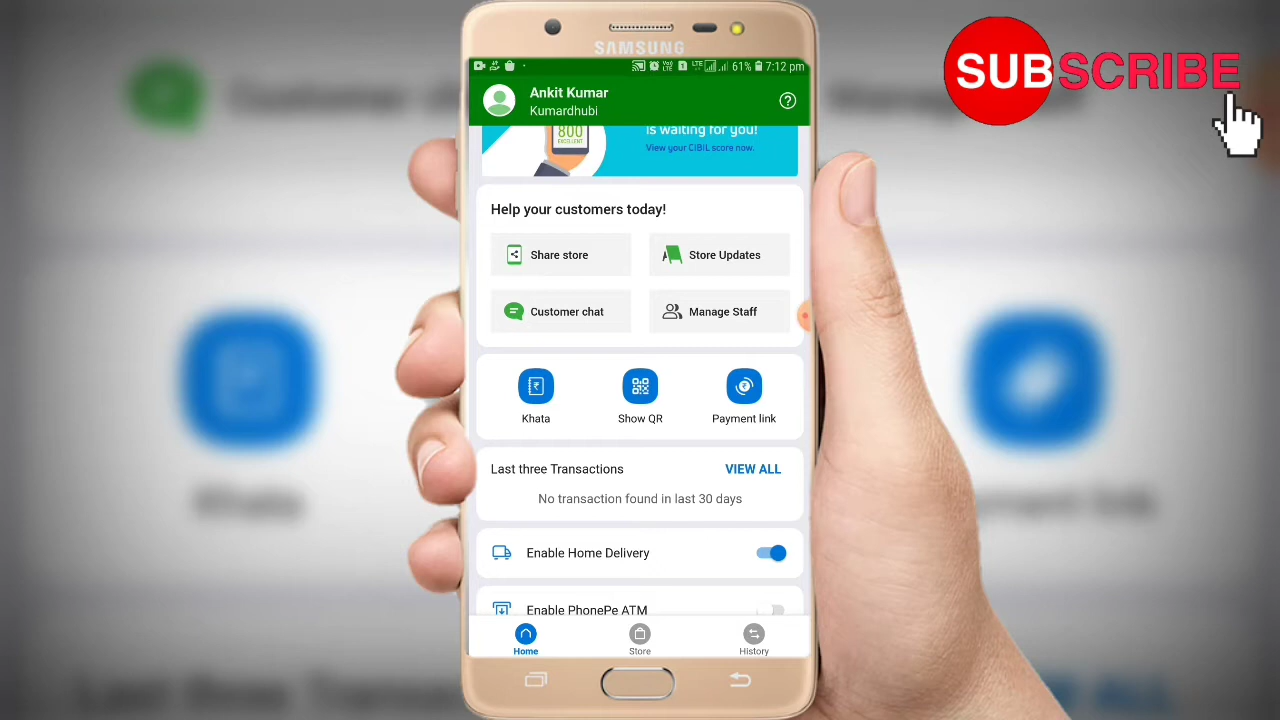 SUBSCRIBE
SAMSUNG
61% 7:12 pm
Ankit Kumar
Kumardhubi
800
EXCELLENT
is waiting for you!
View your CIBIL score now.
Help your customers today!
Share store
Store Updates
Customer chat
Manage Staff
Khata
Show QR
Payment link
Last three Transactions
VIEW ALL
No transaction found in last 30 days
Enable Home Delivery
Enable PhonePe ATM
Home
Store
History